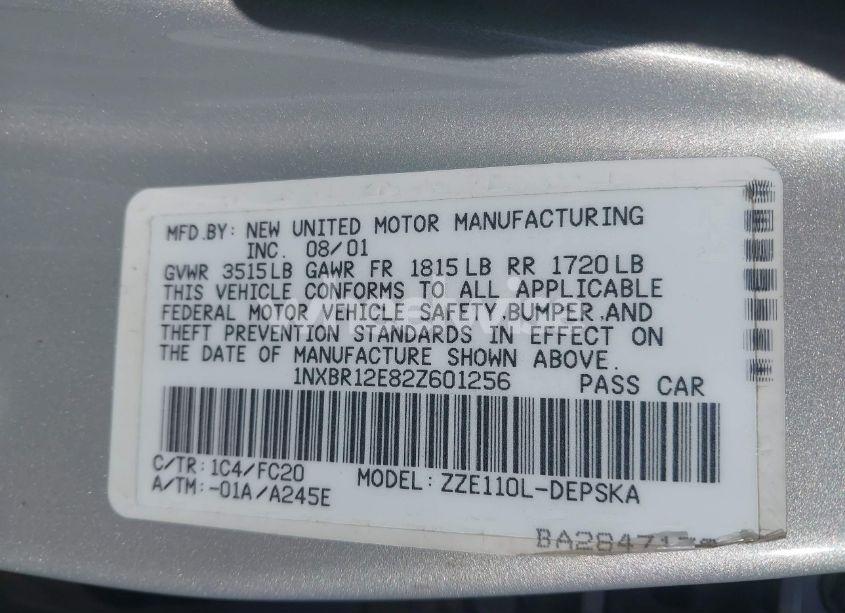 MFD.BY: NEW UNITED MOTOR MANUFACTURING
INC. 08/01
GVWR 3515LB GAWR FR 1815LB RR 1720LB
THIS VEHICLE CONFORMS TO ALL APPLICABLE
FEDERAL MOTOR VEHICLE SAFETY,BUMPER,AND
THEFT PREVENTION STANDARDS IN EFFECT ON
THE DATE OF MANUFACTURE SHOWN ABOVE.
1NXBR12E82Z601256 PASS CAR
C/TR: 1C4/FC20
A/TM:-01A/A245E
MODEL: ZZE110L-DEPSKA